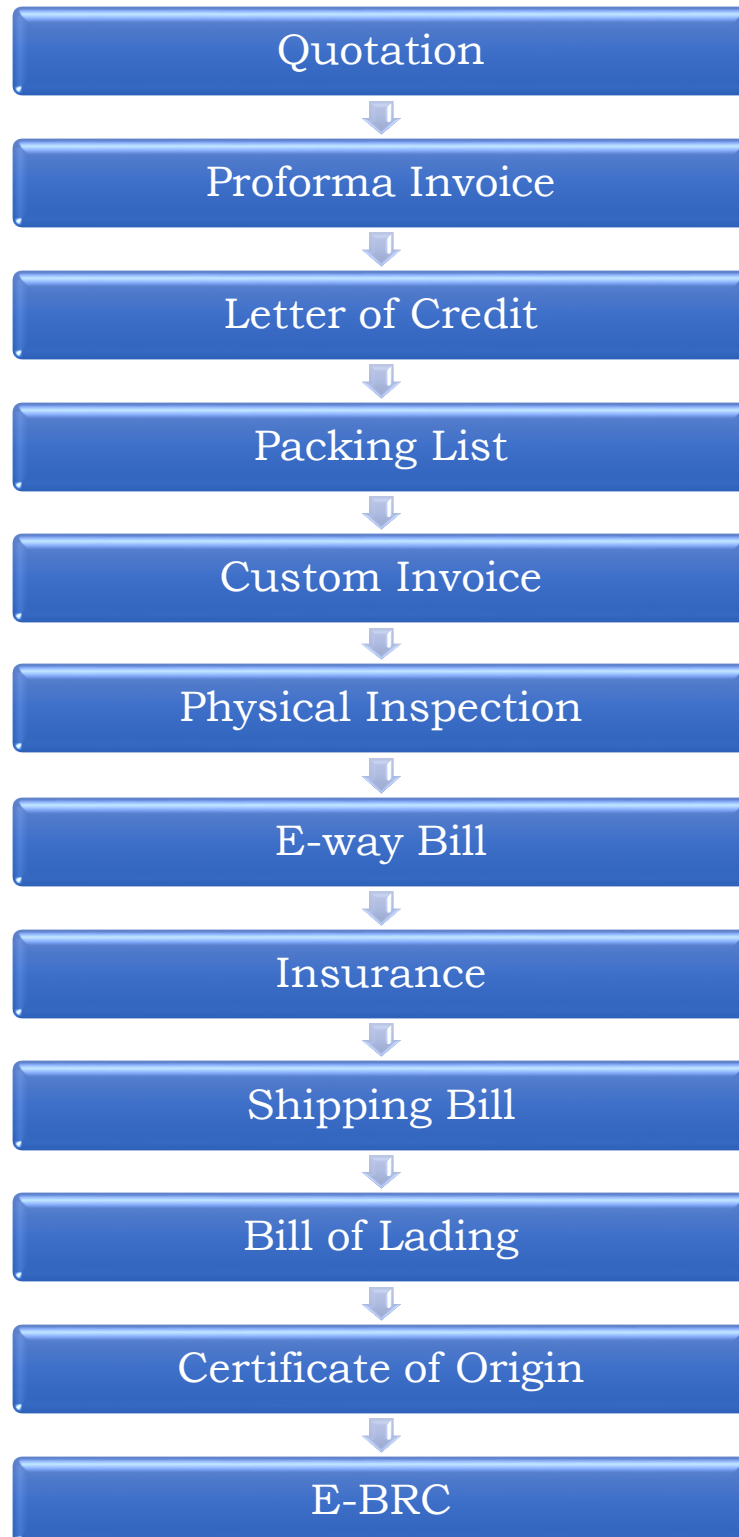 Quotation
Proforma Invoice
Letter of Credit
Packing List
Custom Invoice
Physical Inspection
E-way Bill
Insurance
Shipping Bill
Bill of Lading
Certificate of Origin
E-BRC